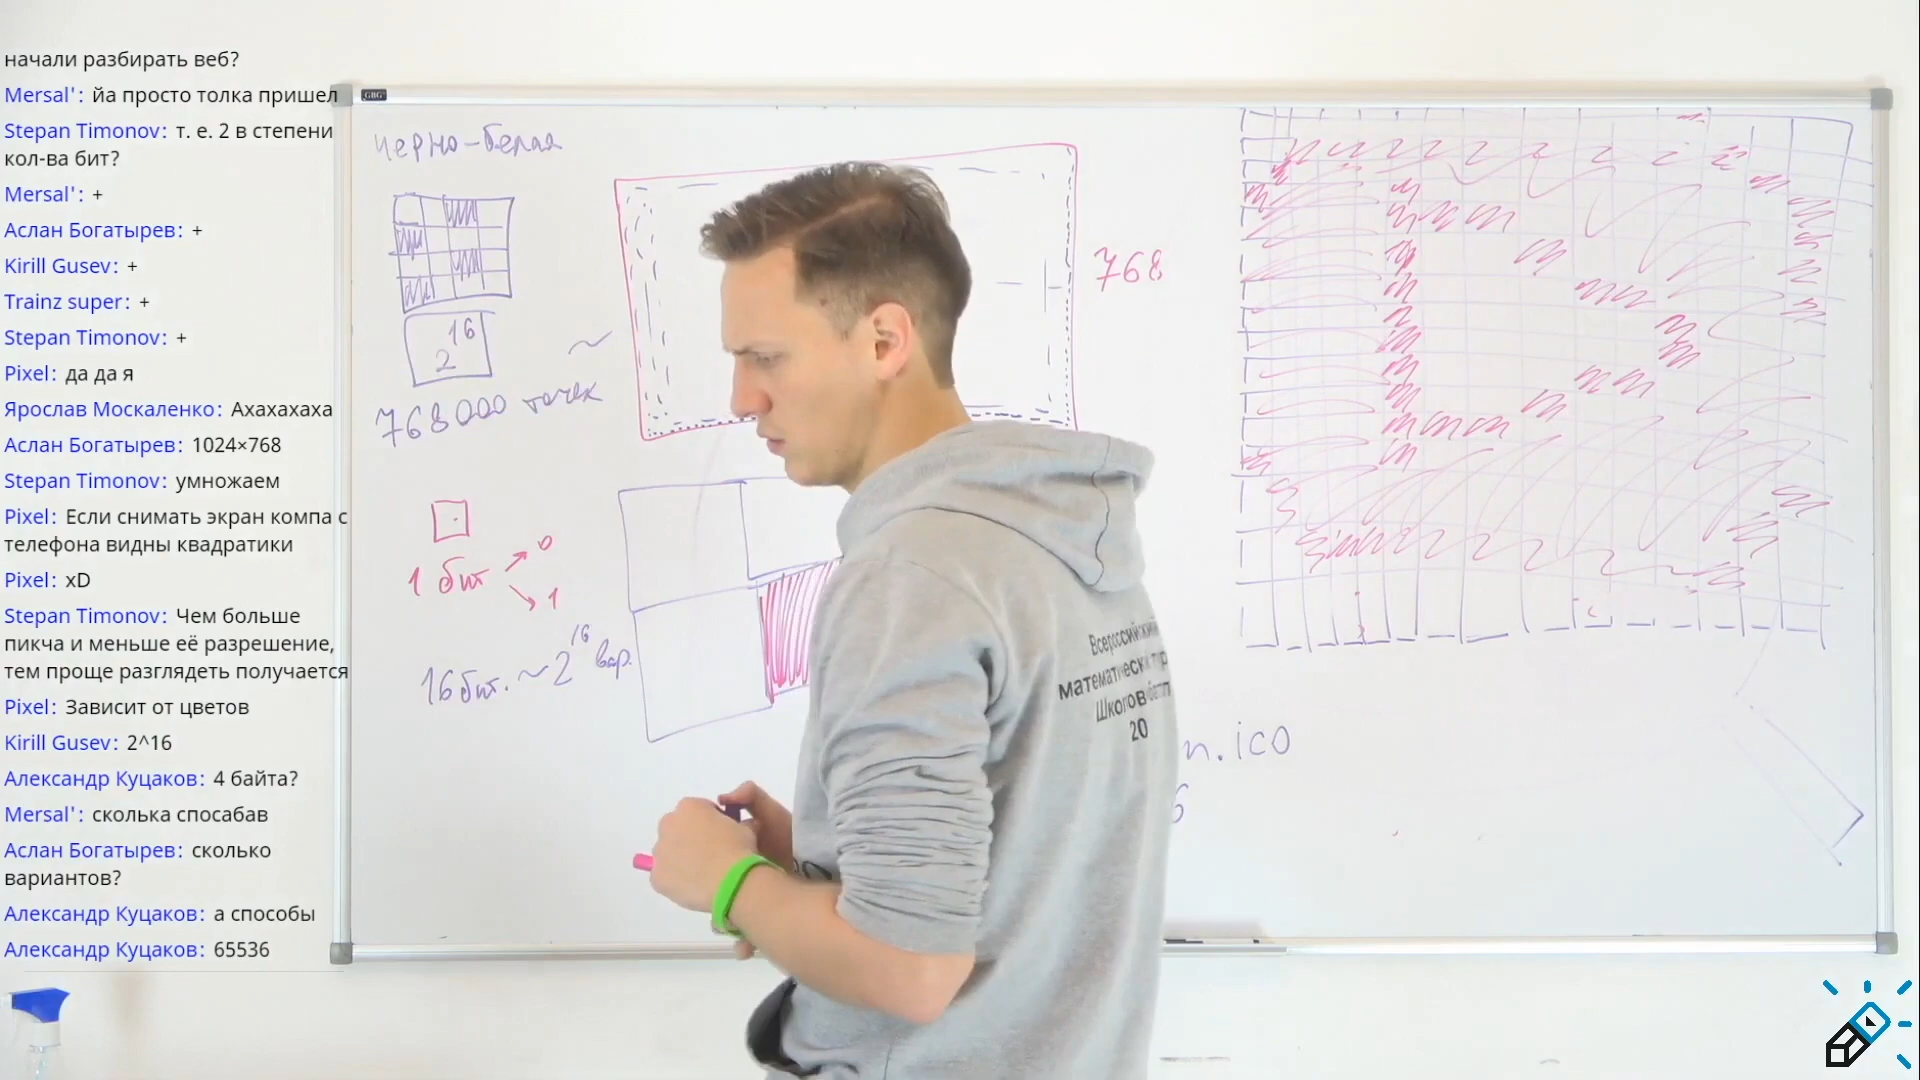 начали разбирать веб?
Mersal': йа просто толка пришел
Stepan Timonov: т. е. 2 в степени
кол-ва бит?
Mersal': +
Аслан Богатырев: +
Kirill Gusev: +
Trainz super: +
Stepan Timonov: +
Pixel: да да я
Ярослав Москаленко: Ахахахаха
Аслан Богатырев: 1024×768
Stepan Timonov: умножаем
Pixel: Если снимать экран компа с
телефона видны квадратики
Pixel: xD
Stepan Timonov: Чем больше
пикча и меньше её разрешение,
тем проще разглядеть получается
Pixel: Зависит от цветов
Kirill Gusev: 2^16
Александр Куцаков: 4 байта?
Mersal': сколька спосабав
Аслан Богатырев: сколько
вариантов?
Александр Куцаков: а способы
Александр Куцаков: 65536
GBG
черно-белая
2^16
768000 точек
1 бит
0
1
16 бит. ~ 2^16 вар.
768
n.ico
6
Всероссийский
20